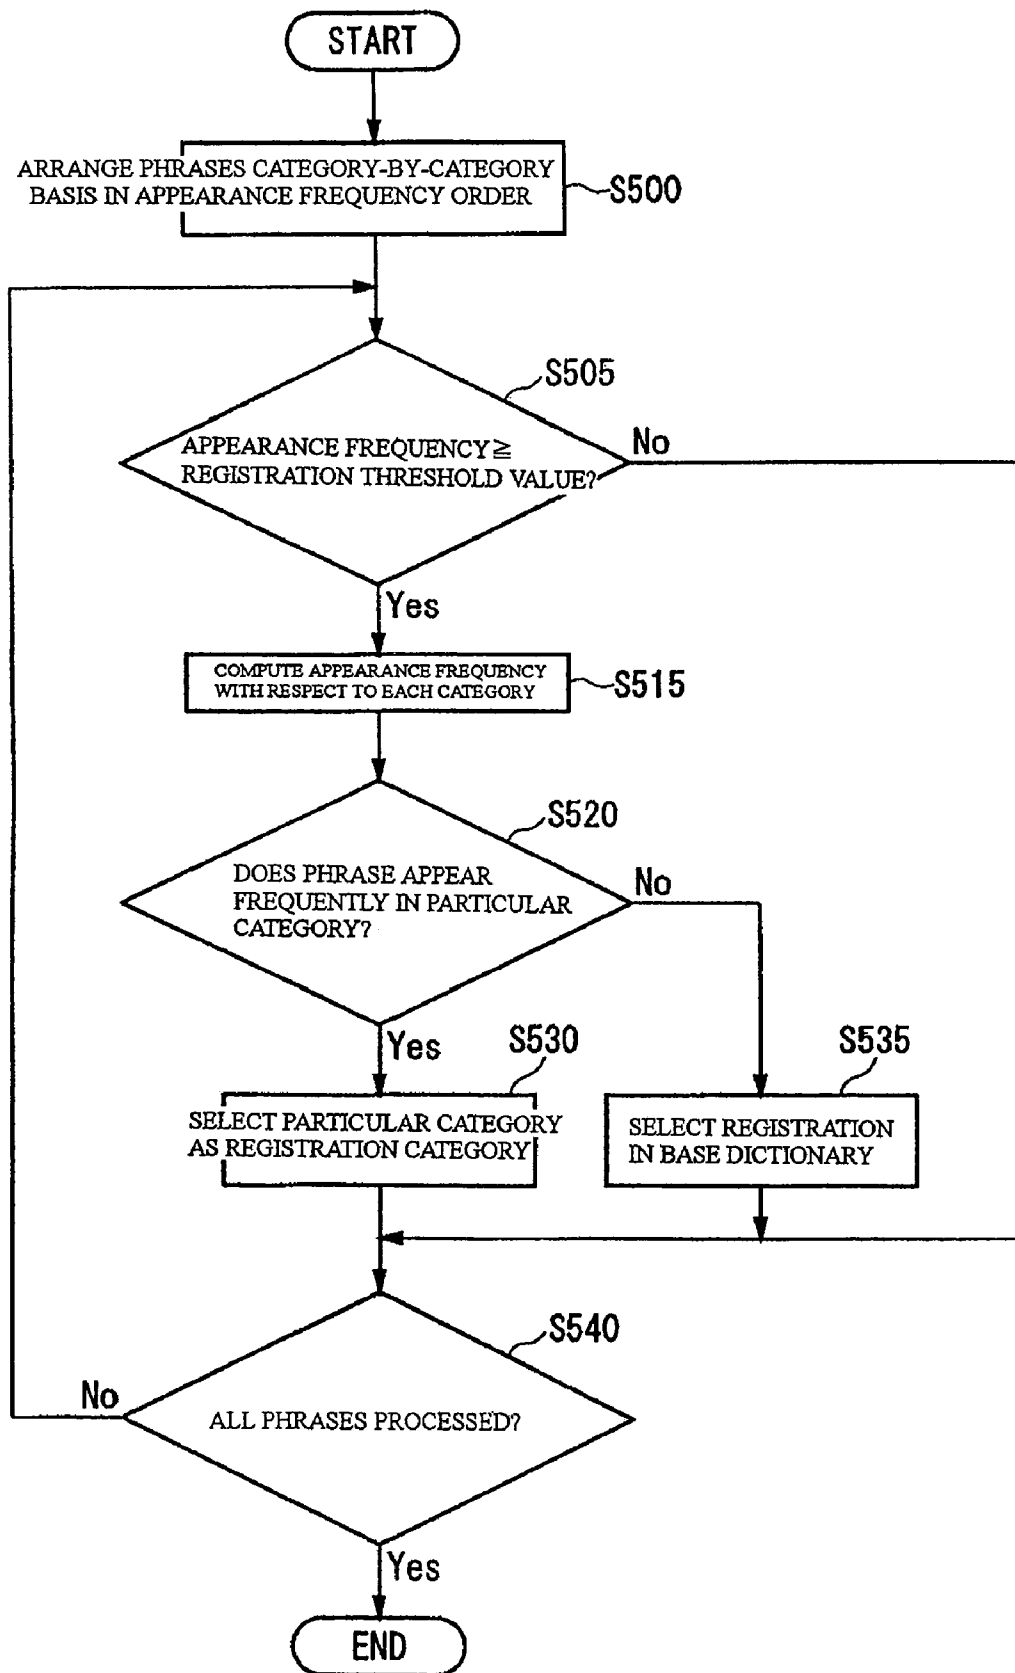 START
ARRANGE PHRASES CATEGORY-BY-CATEGORY
BASIS IN APPEARANCE FREQUENCY ORDER
S500
S505
APPEARANCE FREQUENCY≧
REGISTRATION THRESHOLD VALUE?
No
Yes
COMPUTE APPEARANCE FREQUENCY
WITH RESPECT TO EACH CATEGORY
S515
S520
DOES PHRASE APPEAR
FREQUENTLY IN PARTICULAR
CATEGORY?
No
Yes
S530
S535
SELECT PARTICULAR CATEGORY
AS REGISTRATION CATEGORY
SELECT REGISTRATION
IN BASE DICTIONARY
S540
No
ALL PHRASES PROCESSED?
Yes
END